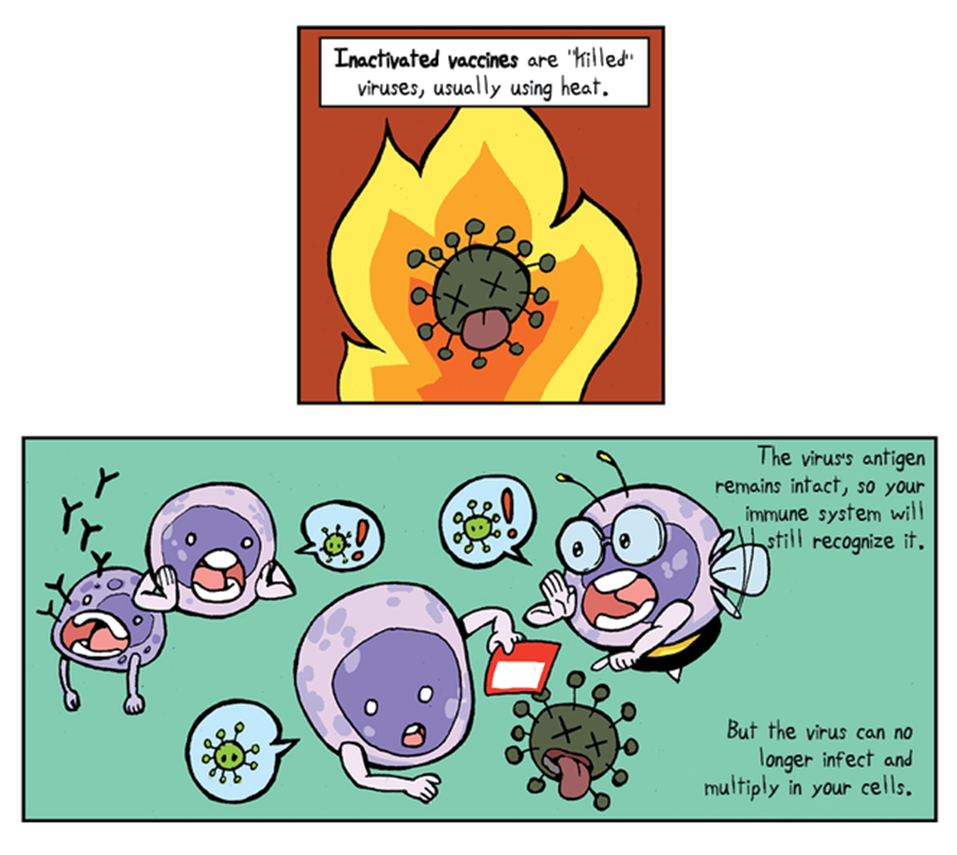 Inactivated vaccines are "killed"
viruses, usually using heat.
The virus's antigen
remains intact, so your
immune system will
still recognize it.
But the virus can no
longer infect and
multiply in your cells.